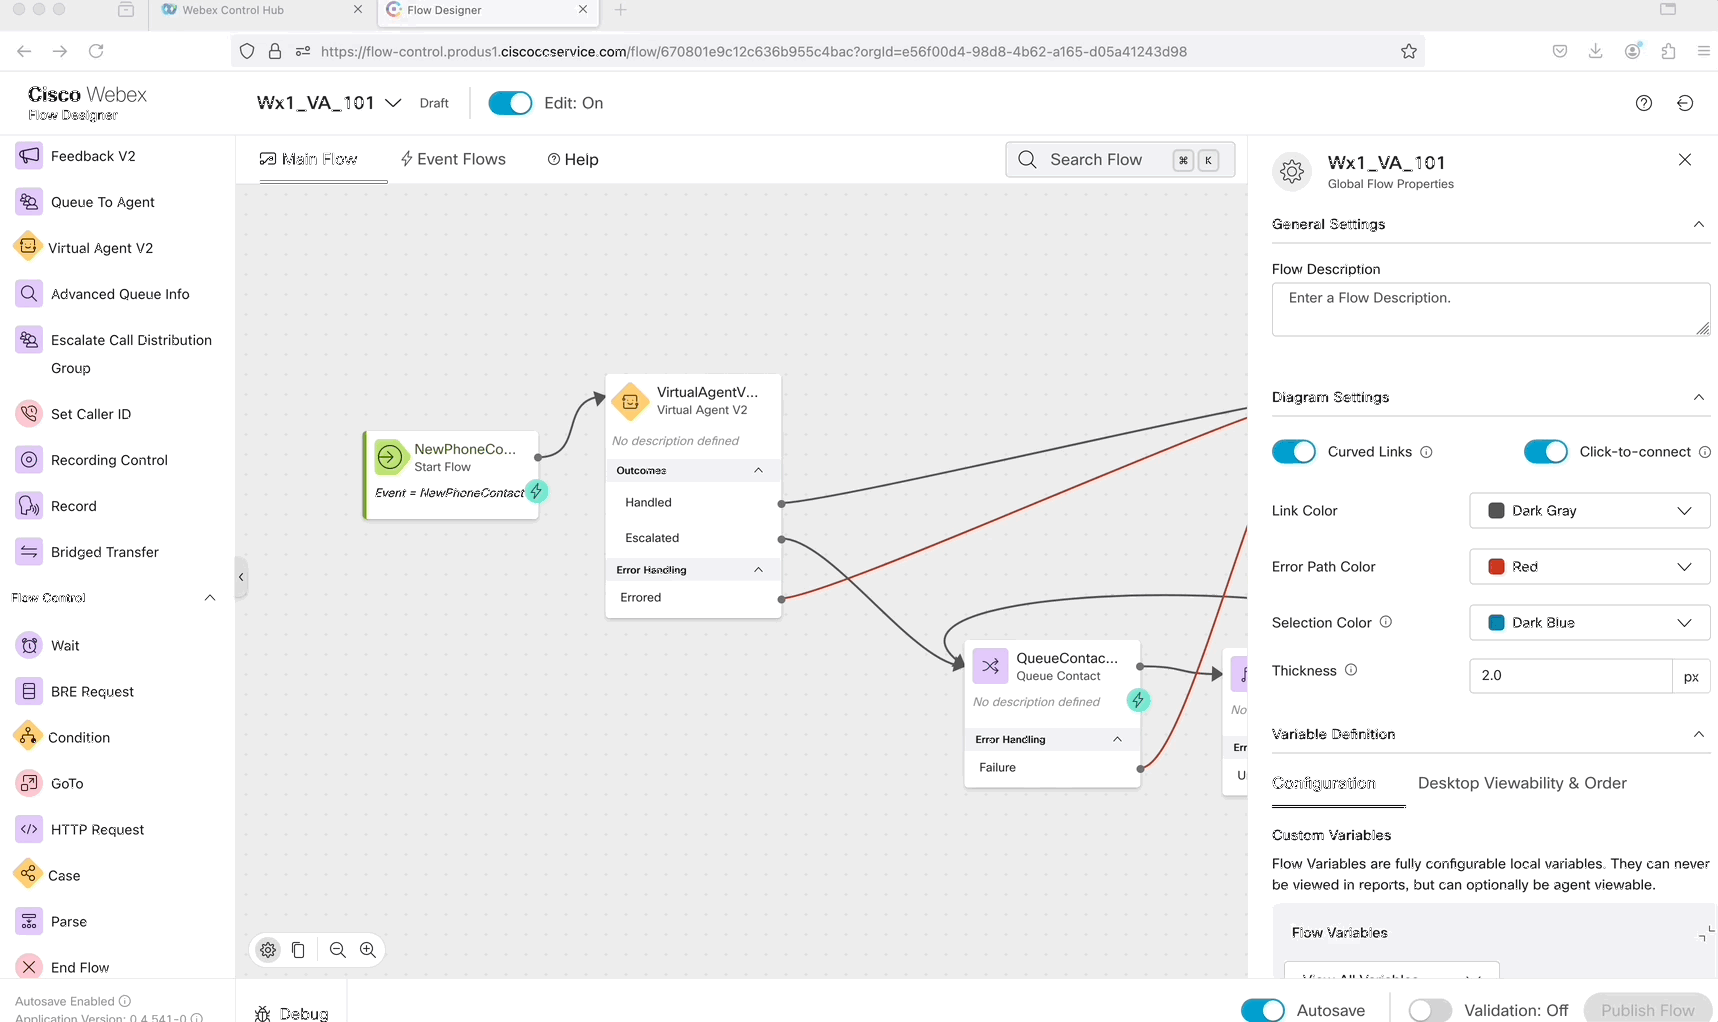 Webex Control Hub
Flow Designer
https://flow-control.produs1.ciscoccservice.com/flow/670801e9c12c636b955c4bac?orgId=e56f00d4-98d8-4b62-a165-d05a41243d98
Cisco Webex
Flow Designer
Wx1_VA_101
Draft
Edit: On
Feedback V2
Queue To Agent
Virtual Agent V2
Advanced Queue Info
Escalate Call Distribution
Group
Set Caller ID
Recording Control
Record
Bridged Transfer
Flow Control
Wait
BRE Request
Condition
GoTo
HTTP Request
Case
Parse
End Flow
Autosave Enabled
Application Version: 0.4.541-0
Main Flow
Event Flows
Help
Search Flow
⌘ K
NewPhoneCo...
Start Flow
Event = NewPhoneContact
VirtualAgentV...
Virtual Agent V2
No description defined
Outcomes
Handled
Escalated
Error Handling
Errored
QueueContac...
Queue Contact
No description defined
Error Handling
Failure
No
Err
Debug
Wx1_VA_101
Global Flow Properties
General Settings
Flow Description
Enter a Flow Description.
Diagram Settings
Curved Links
Click-to-connect
Link Color
Dark Gray
Error Path Color
Red
Selection Color
Dark Blue
Thickness
2.0
px
Variable Definition
Configuration
Desktop Viewability & Order
Custom Variables
Flow Variables are fully configurable local variables. They can never
be viewed in reports, but can optionally be agent viewable.
Flow Variables
View All Variables
Autosave
Validation: Off
Publish Flow